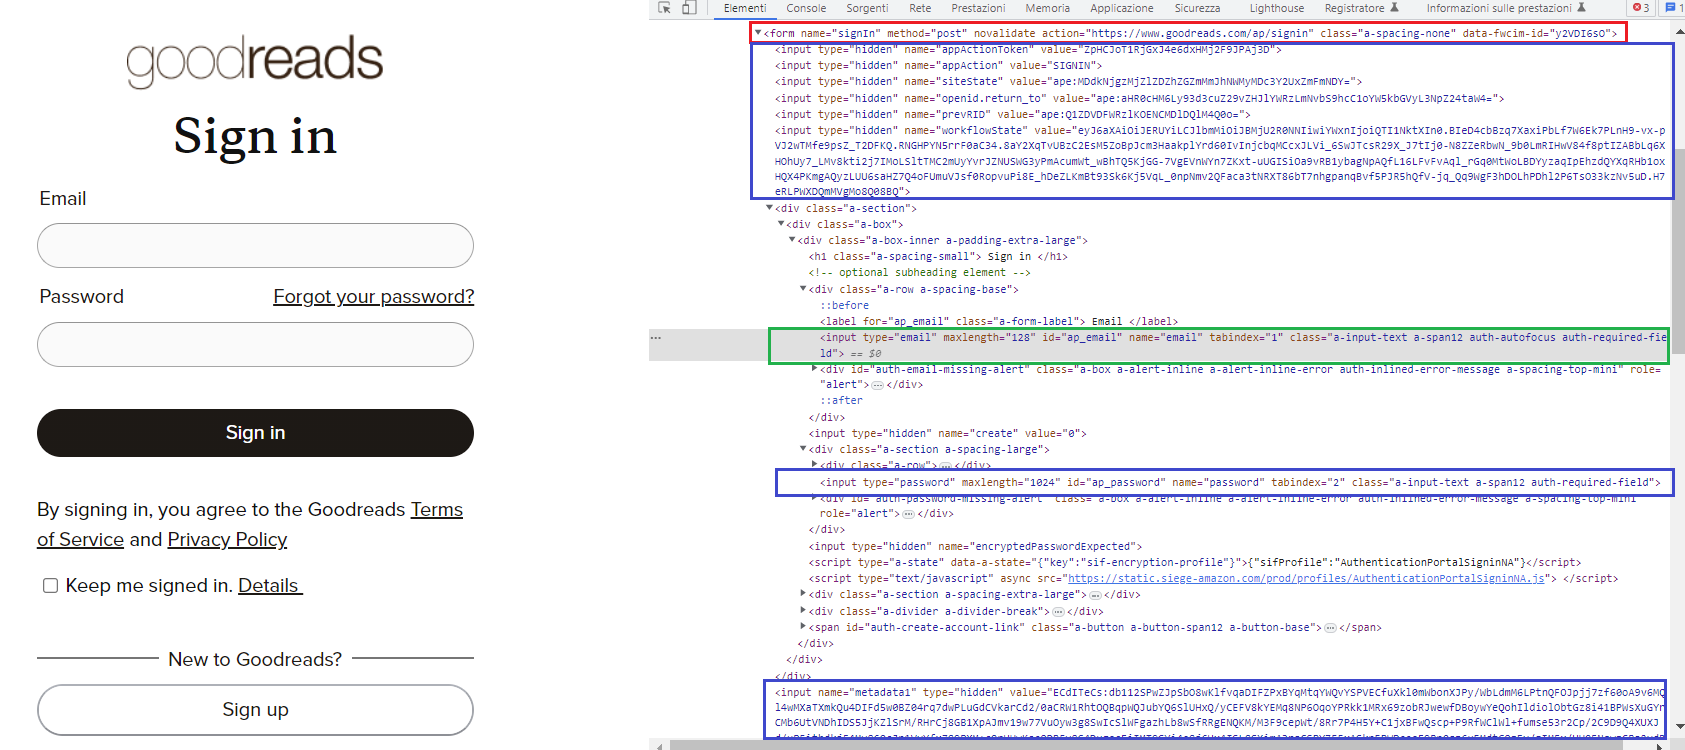 goodreads
Sign in
Email
Password
Forgot your password?
Sign in
By signing in, you agree to the Goodreads Terms
of Service and Privacy Policy
Keep me signed in. Details
New to Goodreads?
Sign up
Elementi Console Sorgenti Rete Prestazioni Memoria Applicazione Sicurezza Lighthouse Registratore Informazioni sulle prestazioni 3 1
<form name="signIn" method="post" novalidate action="https://www.goodreads.com/ap/signin" class="a-spacing-none" data-fwcim-id="y2VDI6sO">
<input type="hidden" name="appActionToken" value="ZpHCJoT1RjGxJ4e6dxHMj2F9JPAj3D">
<input type="hidden" name="appAction" value="SIGNIN">
<input type="hidden" name="siteState" value="ape:MDdkNjgzMjZlZDZhZGZmMmJhNWMyMDc3Y2UxZmFmNDY=">
<input type="hidden" name="openid.return_to" value="ape:aHR0cHM6Ly93d3cuZ29vZHJlYWRzLmNvbS9hcC1oYW5kbGVyL3NpZ24taW4=">
<input type="hidden" name="prevRID" value="ape:Q1ZDVDFWRzlKOENCMDlDQlM4Q0o=">
<input type="hidden" name="workflowState" value=
<div class="a-section">
<div class="a-box">
<div class="a-box-inner a-padding-extra-large">
<h1 class="a-spacing-small"> Sign in </h1>
<!-- optional subheading element -->
<div class="a-row a-spacing-base">
::before
<label for="ap_email" class="a-form-label"> Email </label>
<input type="email" maxlength="128" id="ap_email" name="email" tabindex="1" class="a-input-text a-span12 auth-autofocus auth-required-fie
ld"> == $0
<div id="auth-email-missing-alert" class="a-box a-alert-inline a-alert-inline-error auth-inlined-error-message a-spacing-top-mini" role=
"alert">…</div>
::after
</div>
<input type="hidden" name="create" value="0">
<div class="a-section a-spacing-large">
<div class="a-row">…</div>
<input type="password" maxlength="1024" id="ap_password" name="password" tabindex="2" class="a-input-text a-span12 auth-required-field">
<div id="auth-password-missing-alert" class="a-box a-alert-inline a-alert-inline-error auth-inlined-error-message a-spacing-top-mini"
role="alert">…</div>
</div>
<input type="hidden" name="encryptedPasswordExpected">
<script type="a-state" data-a-state="{"key":"sif-encryption-profile"}">{"sifProfile":"AuthenticationPortalSigninNA"}</script>
<script type="text/javascript" async src="https://static.siege-amazon.com/prod/profiles/AuthenticationPortalSigninNA.js"> </script>
<div class="a-section a-spacing-extra-large">…</div>
<div class="a-divider a-divider-break">…</div>
<span id="auth-create-account-link" class="a-button a-button-span12 a-button-base">…</span>
</div>
</div>
</div>
<input name="metadata1" type="hidden" value=